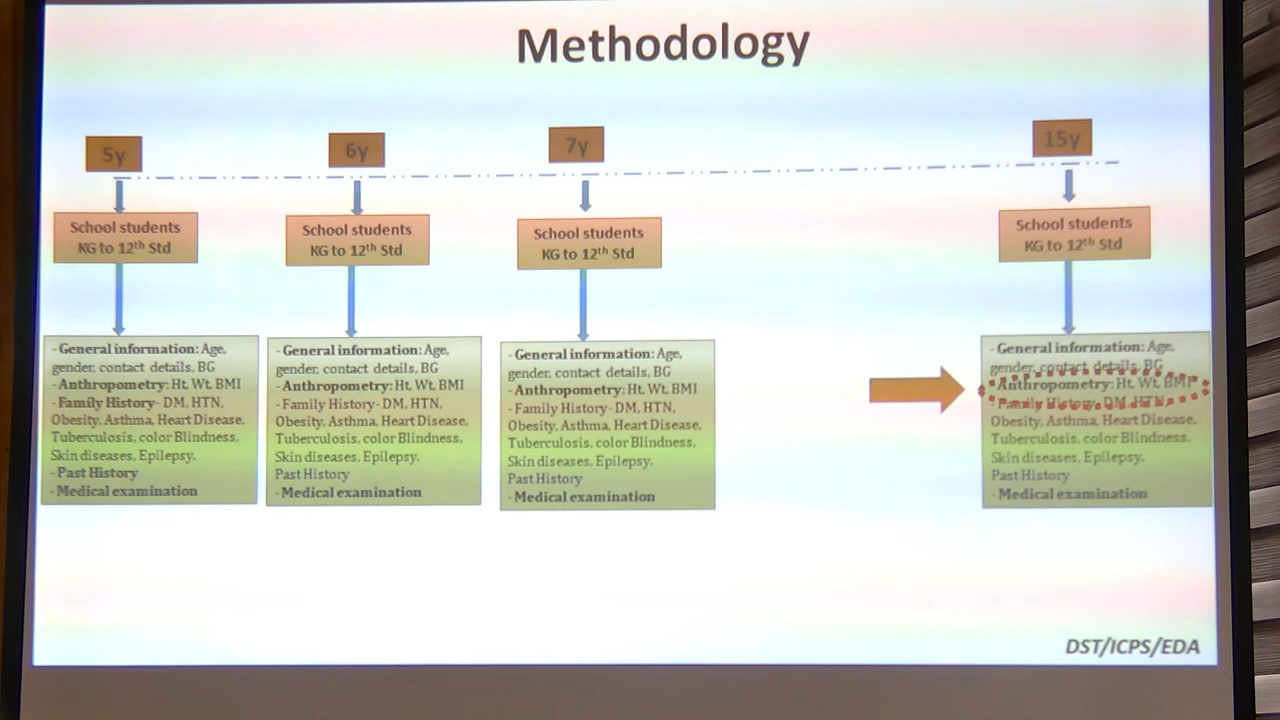 Methodology
5y
6y
7y
15y
School students
KG to 12th Std
School students
KG to 12th Std
School students
KG to 12th Std
School students
KG to 12th Std
- General information: Age,
gender, contact details, BG
- Anthropometry: Ht, Wt, BMI
- Family History- DM, HTN,
Obesity, Asthma, Heart Disease,
Tuberculosis, color Blindness,
Skin diseases, Epilepsy.
- Past History
- Medical examination
- General information: Age,
gender, contact details, BG
- Anthropometry: Ht, Wt, BMI
- Family History- DM, HTN,
Obesity, Asthma, Heart Disease,
Tuberculosis, color Blindness,
Skin diseases, Epilepsy.
Past History
- Medical examination
- General information: Age,
gender, contact details, BG
- Anthropometry: Ht, Wt, BMI
- Family History- DM, HTN,
Obesity, Asthma, Heart Disease,
Tuberculosis, color Blindness,
Skin diseases, Epilepsy.
Past History
- Medical examination
- General information: Age,
gender, contact details, BG
- Anthropometry: Ht, Wt, BMI
- Family History- DM, HTN,
Obesity, Asthma, Heart Disease,
Tuberculosis, color Blindness,
Skin diseases, Epilepsy.
Past History
- Medical examination
DST/ICPS/EDA